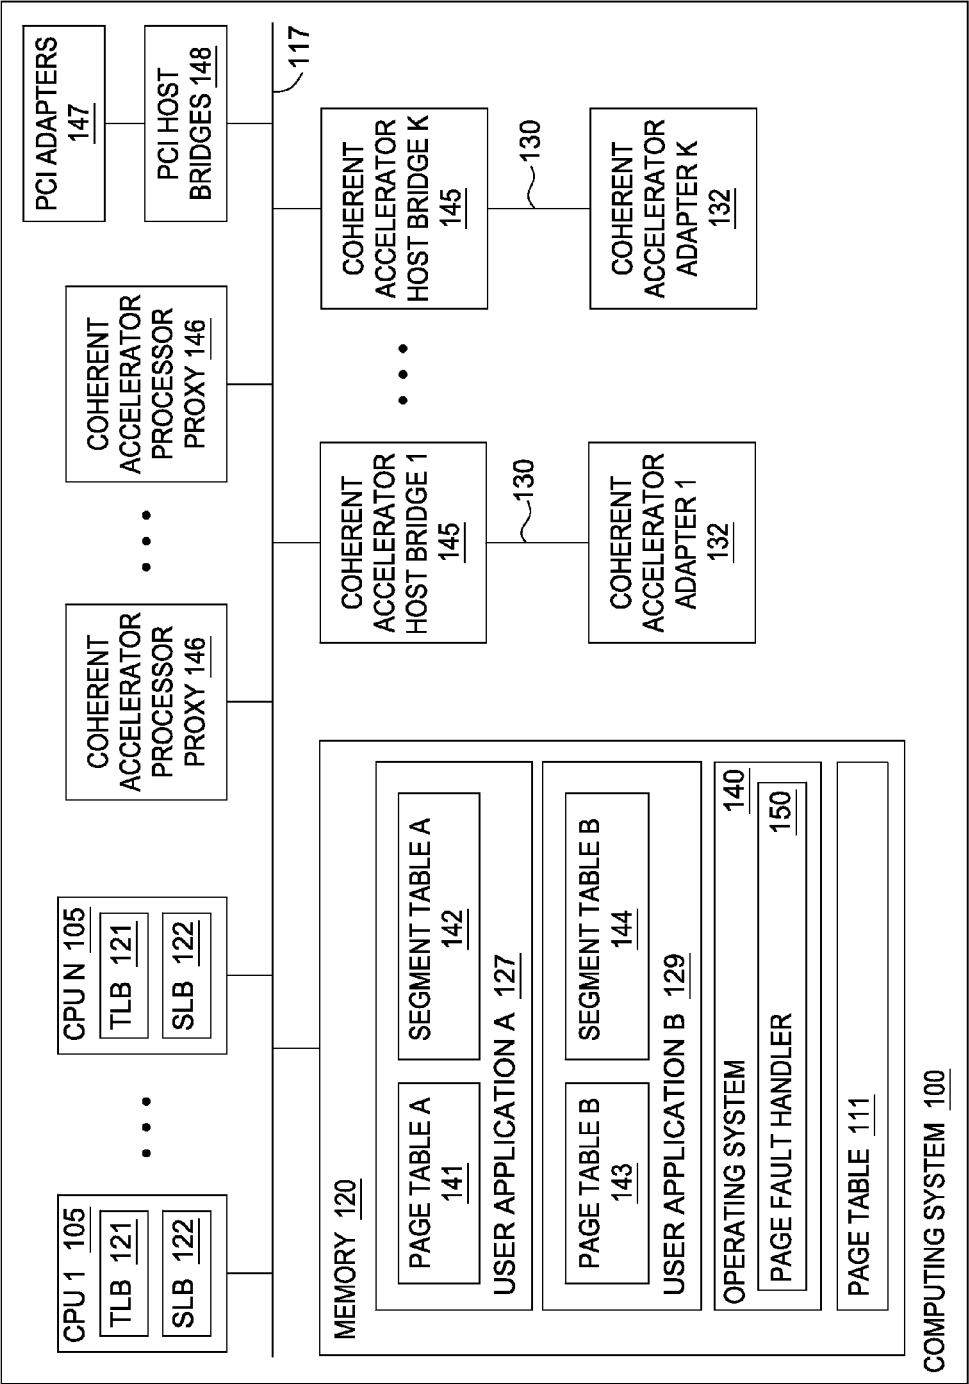 CPU 1 105
TLB 121
SLB 122
CPU N 105
TLB 121
SLB 122
COHERENT
ACCELERATOR
PROCESSOR
PROXY 146
COHERENT
ACCELERATOR
PROCESSOR
PROXY 146
PCI ADAPTERS
147
PCI HOST
BRIDGES 148
117
MEMORY 120
PAGE TABLE A
141
SEGMENT TABLE A
142
USER APPLICATION A 127
PAGE TABLE B
143
SEGMENT TABLE B
144
USER APPLICATION B 129
OPERATING SYSTEM 140
PAGE FAULT HANDLER 150
PAGE TABLE 111
COHERENT
ACCELERATOR
HOST BRIDGE 1
145
130
COHERENT
ACCELERATOR
ADAPTER 1
132
COHERENT
ACCELERATOR
HOST BRIDGE K
145
130
COHERENT
ACCELERATOR
ADAPTER K
132
COMPUTING SYSTEM 100